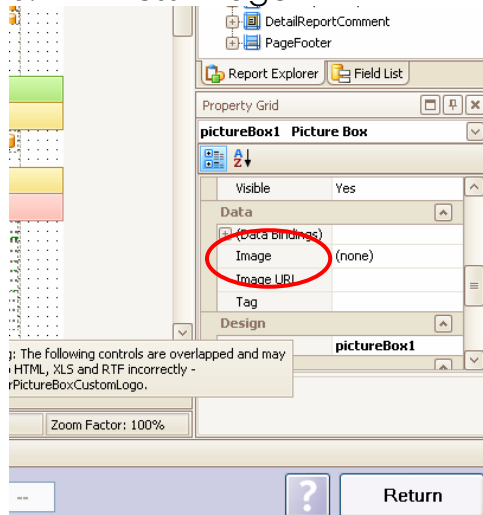 DetailReportComment
PageFooter
Report Explorer Field List
Property Grid
pictureBox1 Picture Box
Visible Yes
Data
(Data Bindings)
Image (none)
Image URL
Tag
Design
pictureBox1
g: The following controls are overlapped and may
HTML, XLS and RTF incorrectly -
rPictureBoxCustomLogo.
Zoom Factor: 100%
--
? Return